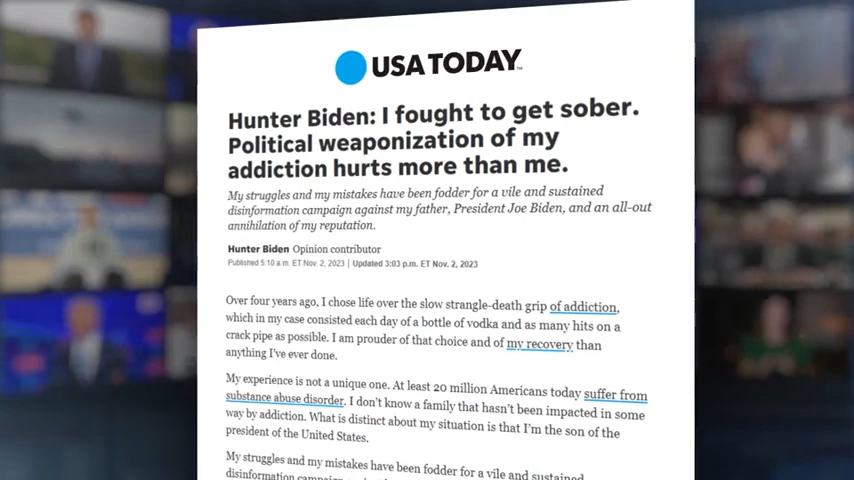 USA TODAY
Hunter Biden: I fought to get sober.
Political weaponization of my
addiction hurts more than me.
My struggles and my mistakes have been fodder for a vile and sustained
disinformation campaign against my father, President Joe Biden, and an all-out
annihilation of my reputation.
Hunter Biden Opinion contributor
Published 5:10 a.m. ET Nov. 2, 2023 | Updated 3:03 p.m. ET Nov. 2, 2023
Over four years ago, I chose life over the slow strangle-death grip of addiction,
which in my case consisted each day of a bottle of vodka and as many hits on a
crack pipe as possible. I am prouder of that choice and of my recovery than
anything I've ever done.
My experience is not a unique one. At least 20 million Americans today suffer from
substance abuse disorder. I don't know a family that hasn't been impacted in some
way by addiction. What is distinct about my situation is that I'm the son of the
president of the United States.
My struggles and my mistakes have been fodder for a vile and sustained
disinformation